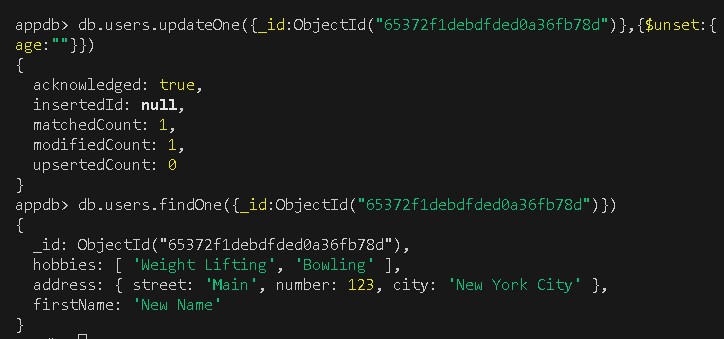 appdb> db.users.updateOne({_id:ObjectId("65372f1debdfded0a36fb78d")},{$unset:{
age:""}})
{
  acknowledged: true,
  insertedId: null,
  matchedCount: 1,
  modifiedCount: 1,
  upsertedCount: 0
}
appdb> db.users.findOne({_id:ObjectId("65372f1debdfded0a36fb78d")})
{
  _id: ObjectId("65372f1debdfded0a36fb78d"),
  hobbies: [ 'Weight Lifting', 'Bowling' ],
  address: { street: 'Main', number: 123, city: 'New York City' },
  firstName: 'New Name'
}